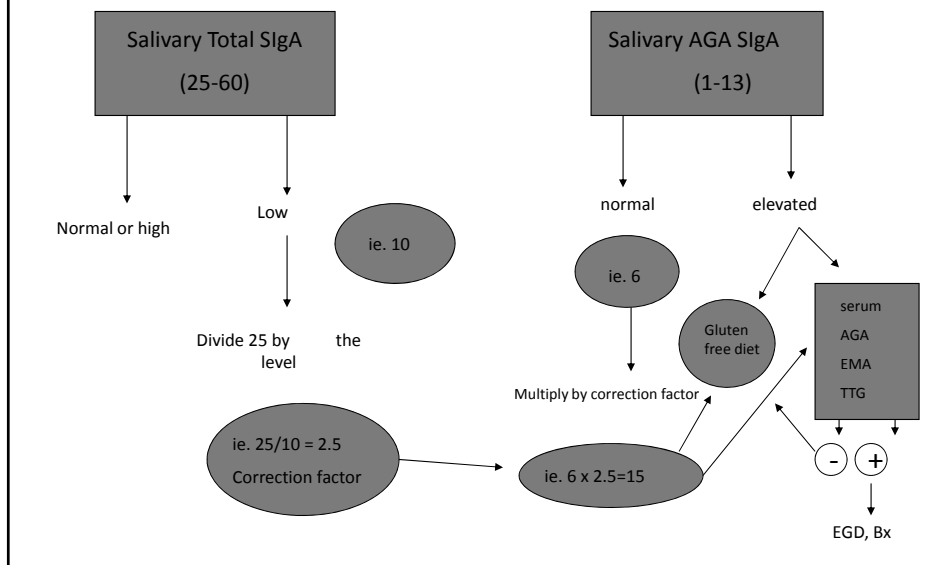 Salivary Total SIgA
(25-60)
Salivary AGA SIgA
(1-13)
Normal or high
Low
ie. 10
normal
elevated
ie. 6
Divide 25 by the
level
Gluten
free diet
serum
AGA
EMA
TTG
Multiply by correction factor
ie. 25/10 = 2.5
Correction factor
ie. 6 x 2.5=15
-
+
EGD, Bx